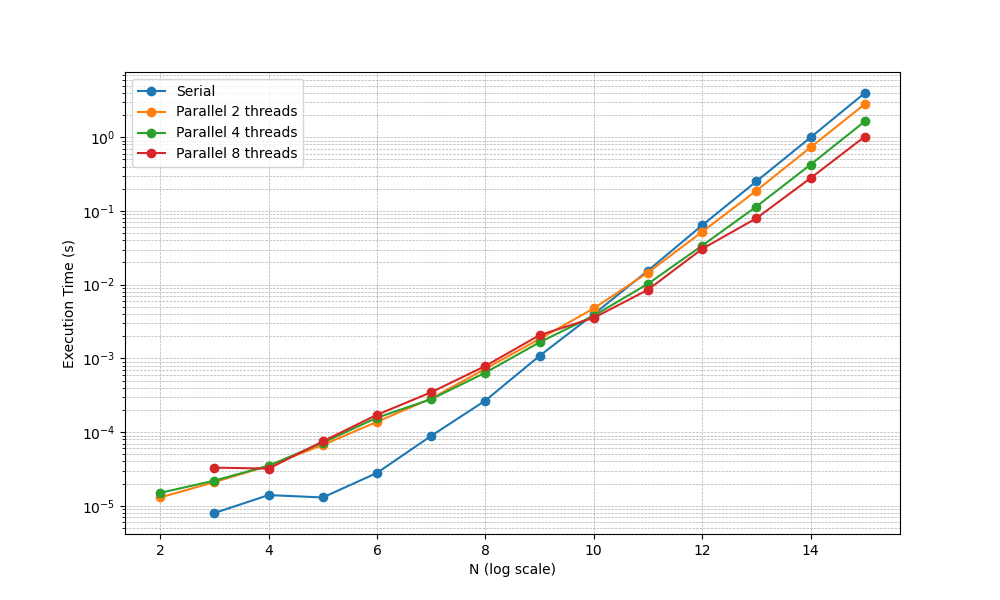 Serial
Parallel 2 threads
Parallel 4 threads
Parallel 8 threads
Execution Time (s)
10⁰
10⁻¹
10⁻²
10⁻³
10⁻⁴
10⁻⁵
2 4 6 8 10 12 14
N (log scale)